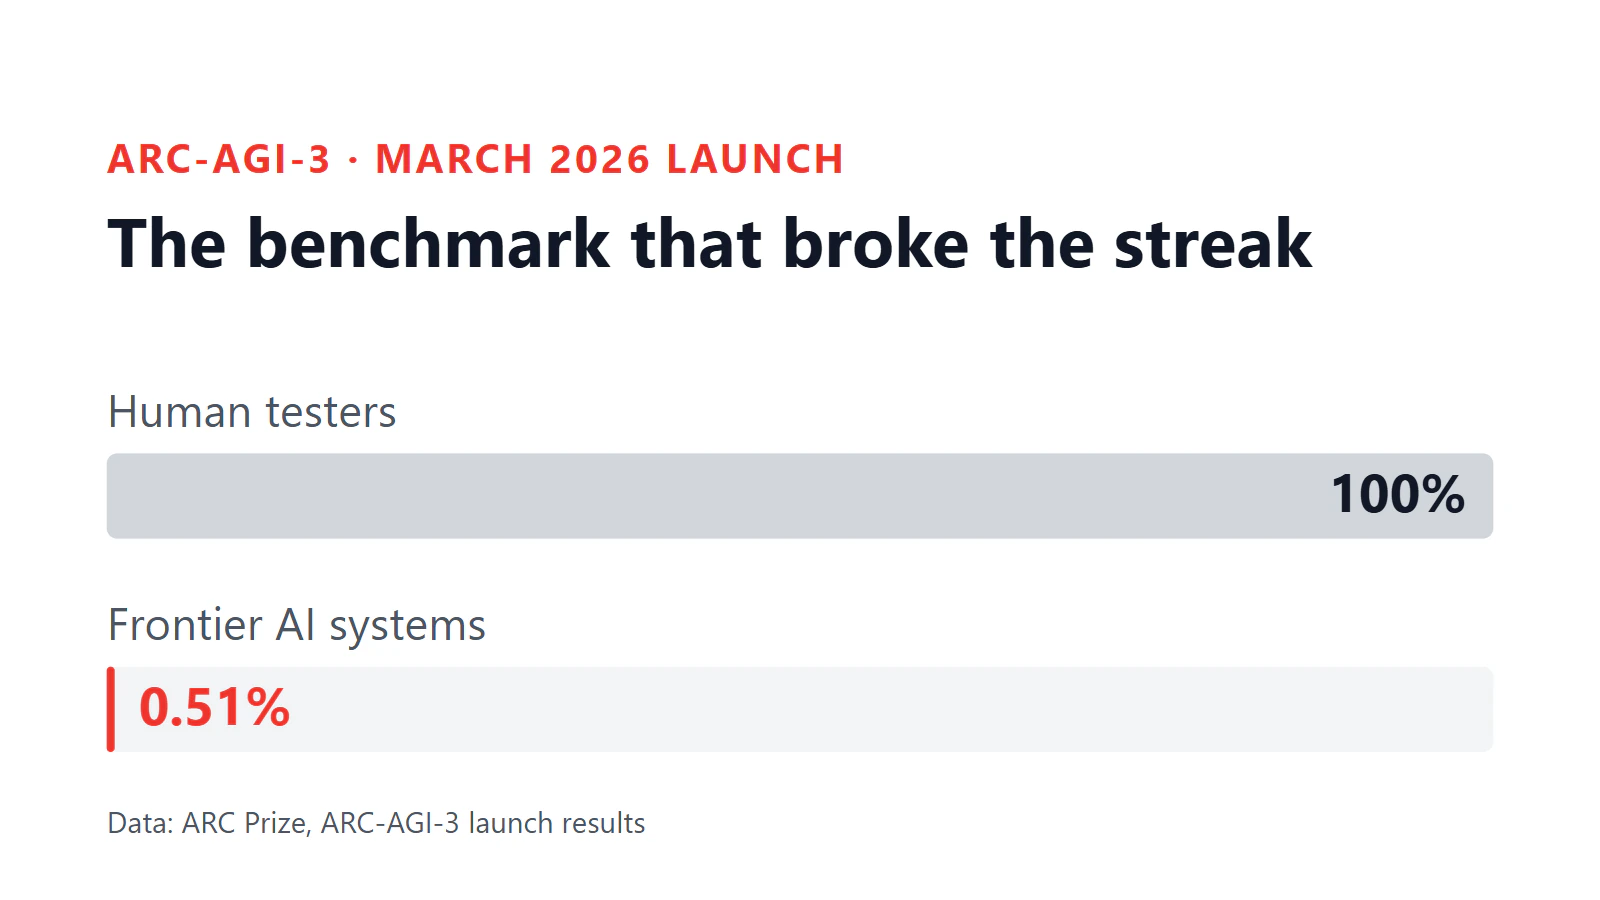 ARC-AGI-3 · MARCH 2026 LAUNCH
The benchmark that broke the streak
Human testers
100%
Frontier AI systems
0.51%
Data: ARC Prize, ARC-AGI-3 launch results